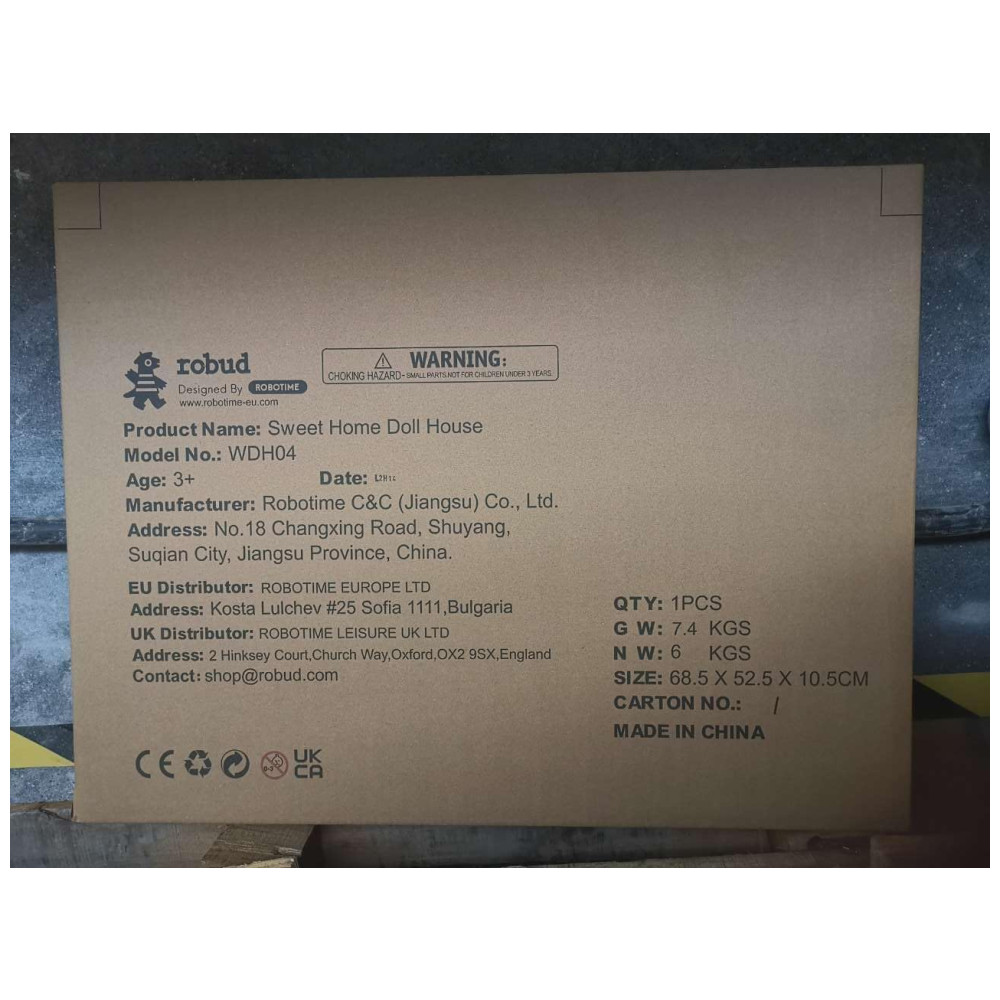 robud
Designed By ROBOTIME
www.robotime-eu.com
WARNING:
CHOKING HAZARD-SMALL PARTS.NOT FOR CHILDREN UNDER 3 YEARS.
Product Name: Sweet Home Doll House
Model No.: WDH04
Age: 3+ Date:
Manufacturer: Robotime C&C (Jiangsu) Co., Ltd.
Address: No.18 Changxing Road, Shuyang,
Suqian City, Jiangsu Province, China.
EU Distributor: ROBOTIME EUROPE LTD
Address: Kosta Lulchev #25 Sofia 1111,Bulgaria
UK Distributor: ROBOTIME LEISURE UK LTD
Address: 2 Hinksey Court,Church Way,Oxford,OX2 9SX,England
Contact: shop@robud.com
QTY: 1PCS
G W: 7.4 KGS
N W: 6 KGS
SIZE: 68.5 X 52.5 X 10.5CM
CARTON NO.: /
MADE IN CHINA
CE 0-3 UK
CA